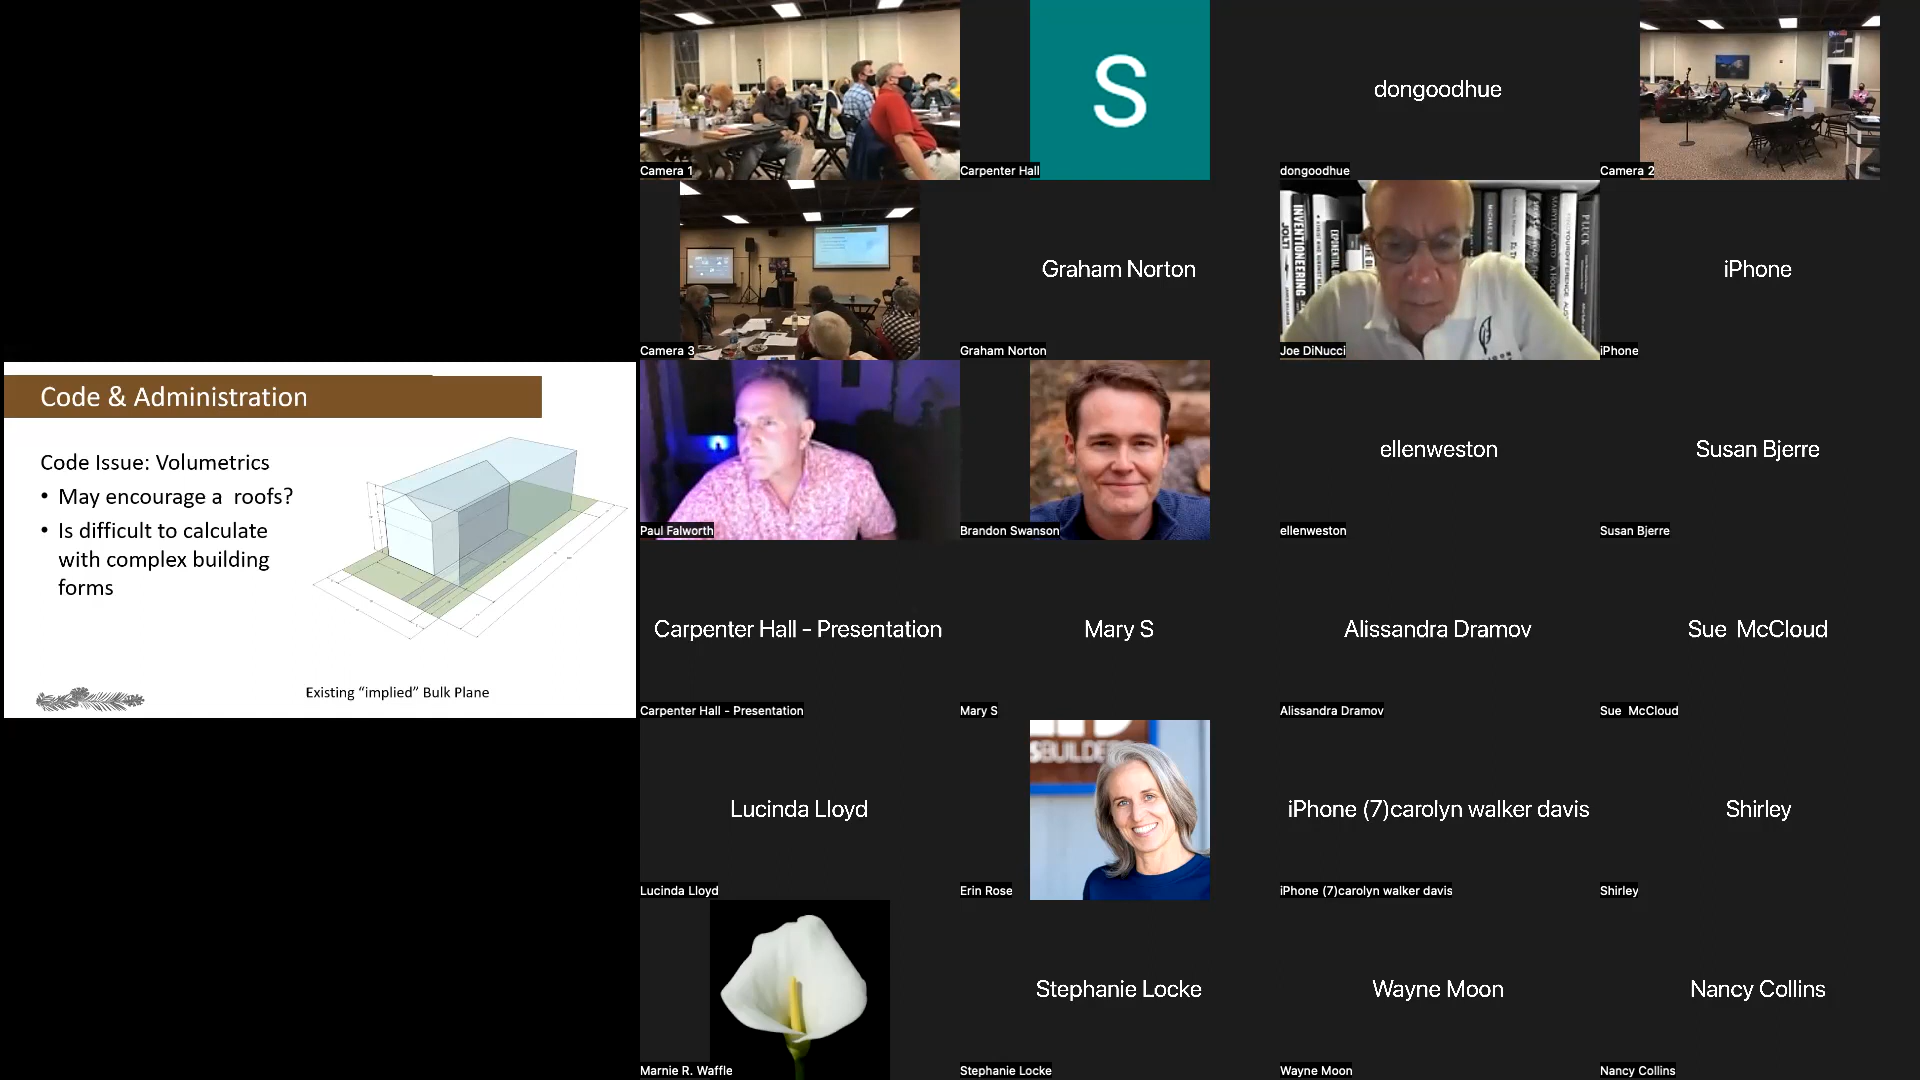 Code & Administration
Code Issue: Volumetrics
• May encourage a  roofs?
• Is difficult to calculate
with complex building
forms
Existing “implied” Bulk Plane
Camera 1
S
Carpenter Hall
dongoodhue
dongoodhue
Camera 2
Camera 3
Graham Norton
Graham Norton
JOLT!
INVENTIONEERING
Joe DiNucci
iPhone
iPhone
Paul Falworth
Brandon Swanson
ellenweston
ellenweston
Susan Bjerre
Susan Bjerre
Carpenter Hall - Presentation
Carpenter Hall - Presentation
Mary S
Mary S
Alissandra Dramov
Alissandra Dramov
Sue  McCloud
Sue  McCloud
Lucinda Lloyd
Lucinda Lloyd
SBUILDERS
Erin Rose
iPhone (7)carolyn walker davis
iPhone (7)carolyn walker davis
Shirley
Shirley
Marnie R. Waffle
Stephanie Locke
Stephanie Locke
Wayne Moon
Wayne Moon
Nancy Collins
Nancy Collins